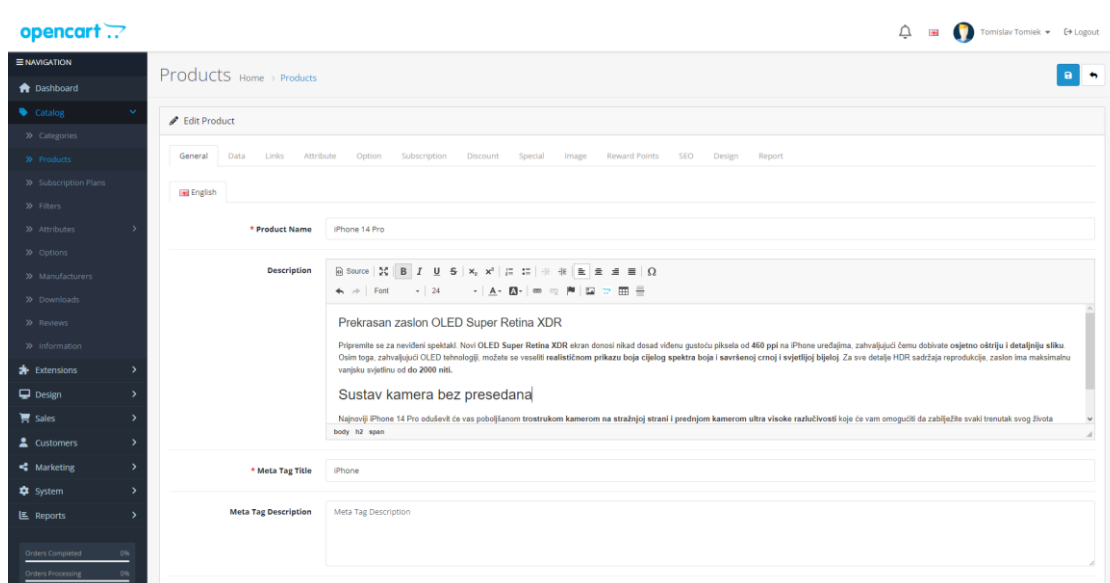 opencart
Tomislav Tomiek Logout
NAVIGATION
Dashboard
Catalog
Categories
Products
Subscription Plans
Filters
Attributes
Options
Manufacturers
Downloads
Reviews
Information
Extensions
Design
Sales
Customers
Marketing
System
Reports
Orders Completed 0%
Orders Processing 0%
Products Home > Products
Edit Product
General Data Links Attribute Option Subscription Discount Special Image Reward Points SEO Design Report
English
* Product Name iPhone 14 Pro
Description
Source B I U S x₂ x² Ω
Font 24 A A
Prekrasan zaslon OLED Super Retina XDR
Pripremite se za neviđeni spektakl. Novi OLED Super Retina XDR ekran donosi nikad dosad viđenu gustoću piksela od 460 ppi na iPhone uređajima, zahvaljujući čemu dobivate osjetno oštriju i detaljniju sliku.
Osim toga, zahvaljujući OLED tehnologiji, možete se veseliti realističnom prikazu boja cijelog spektra boja i savršenoj crnoj i svjetlijoj bijeloj. Za sve detalje HDR sadržaja reprodukcije, zaslon ima maksimalnu
vanjsku svjetlinu od do 2000 niti.
Sustav kamera bez presedana
Najnoviji iPhone 14 Pro oduševit će vas poboljšanom trostrukom kamerom na stražnjoj strani i prednjom kamerom ultra visoke razlučivosti koje će vam omogućiti da zabilježite svaki trenutak svog života
body h2 span
* Meta Tag Title iPhone
Meta Tag Description Meta Tag Description